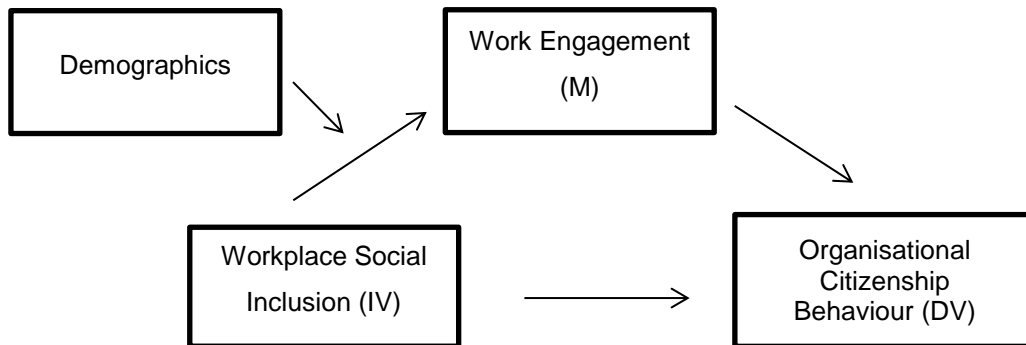 Demographics
Work Engagement
(M)
Workplace Social
Inclusion (IV)
Organisational
Citizenship
Behaviour (DV)